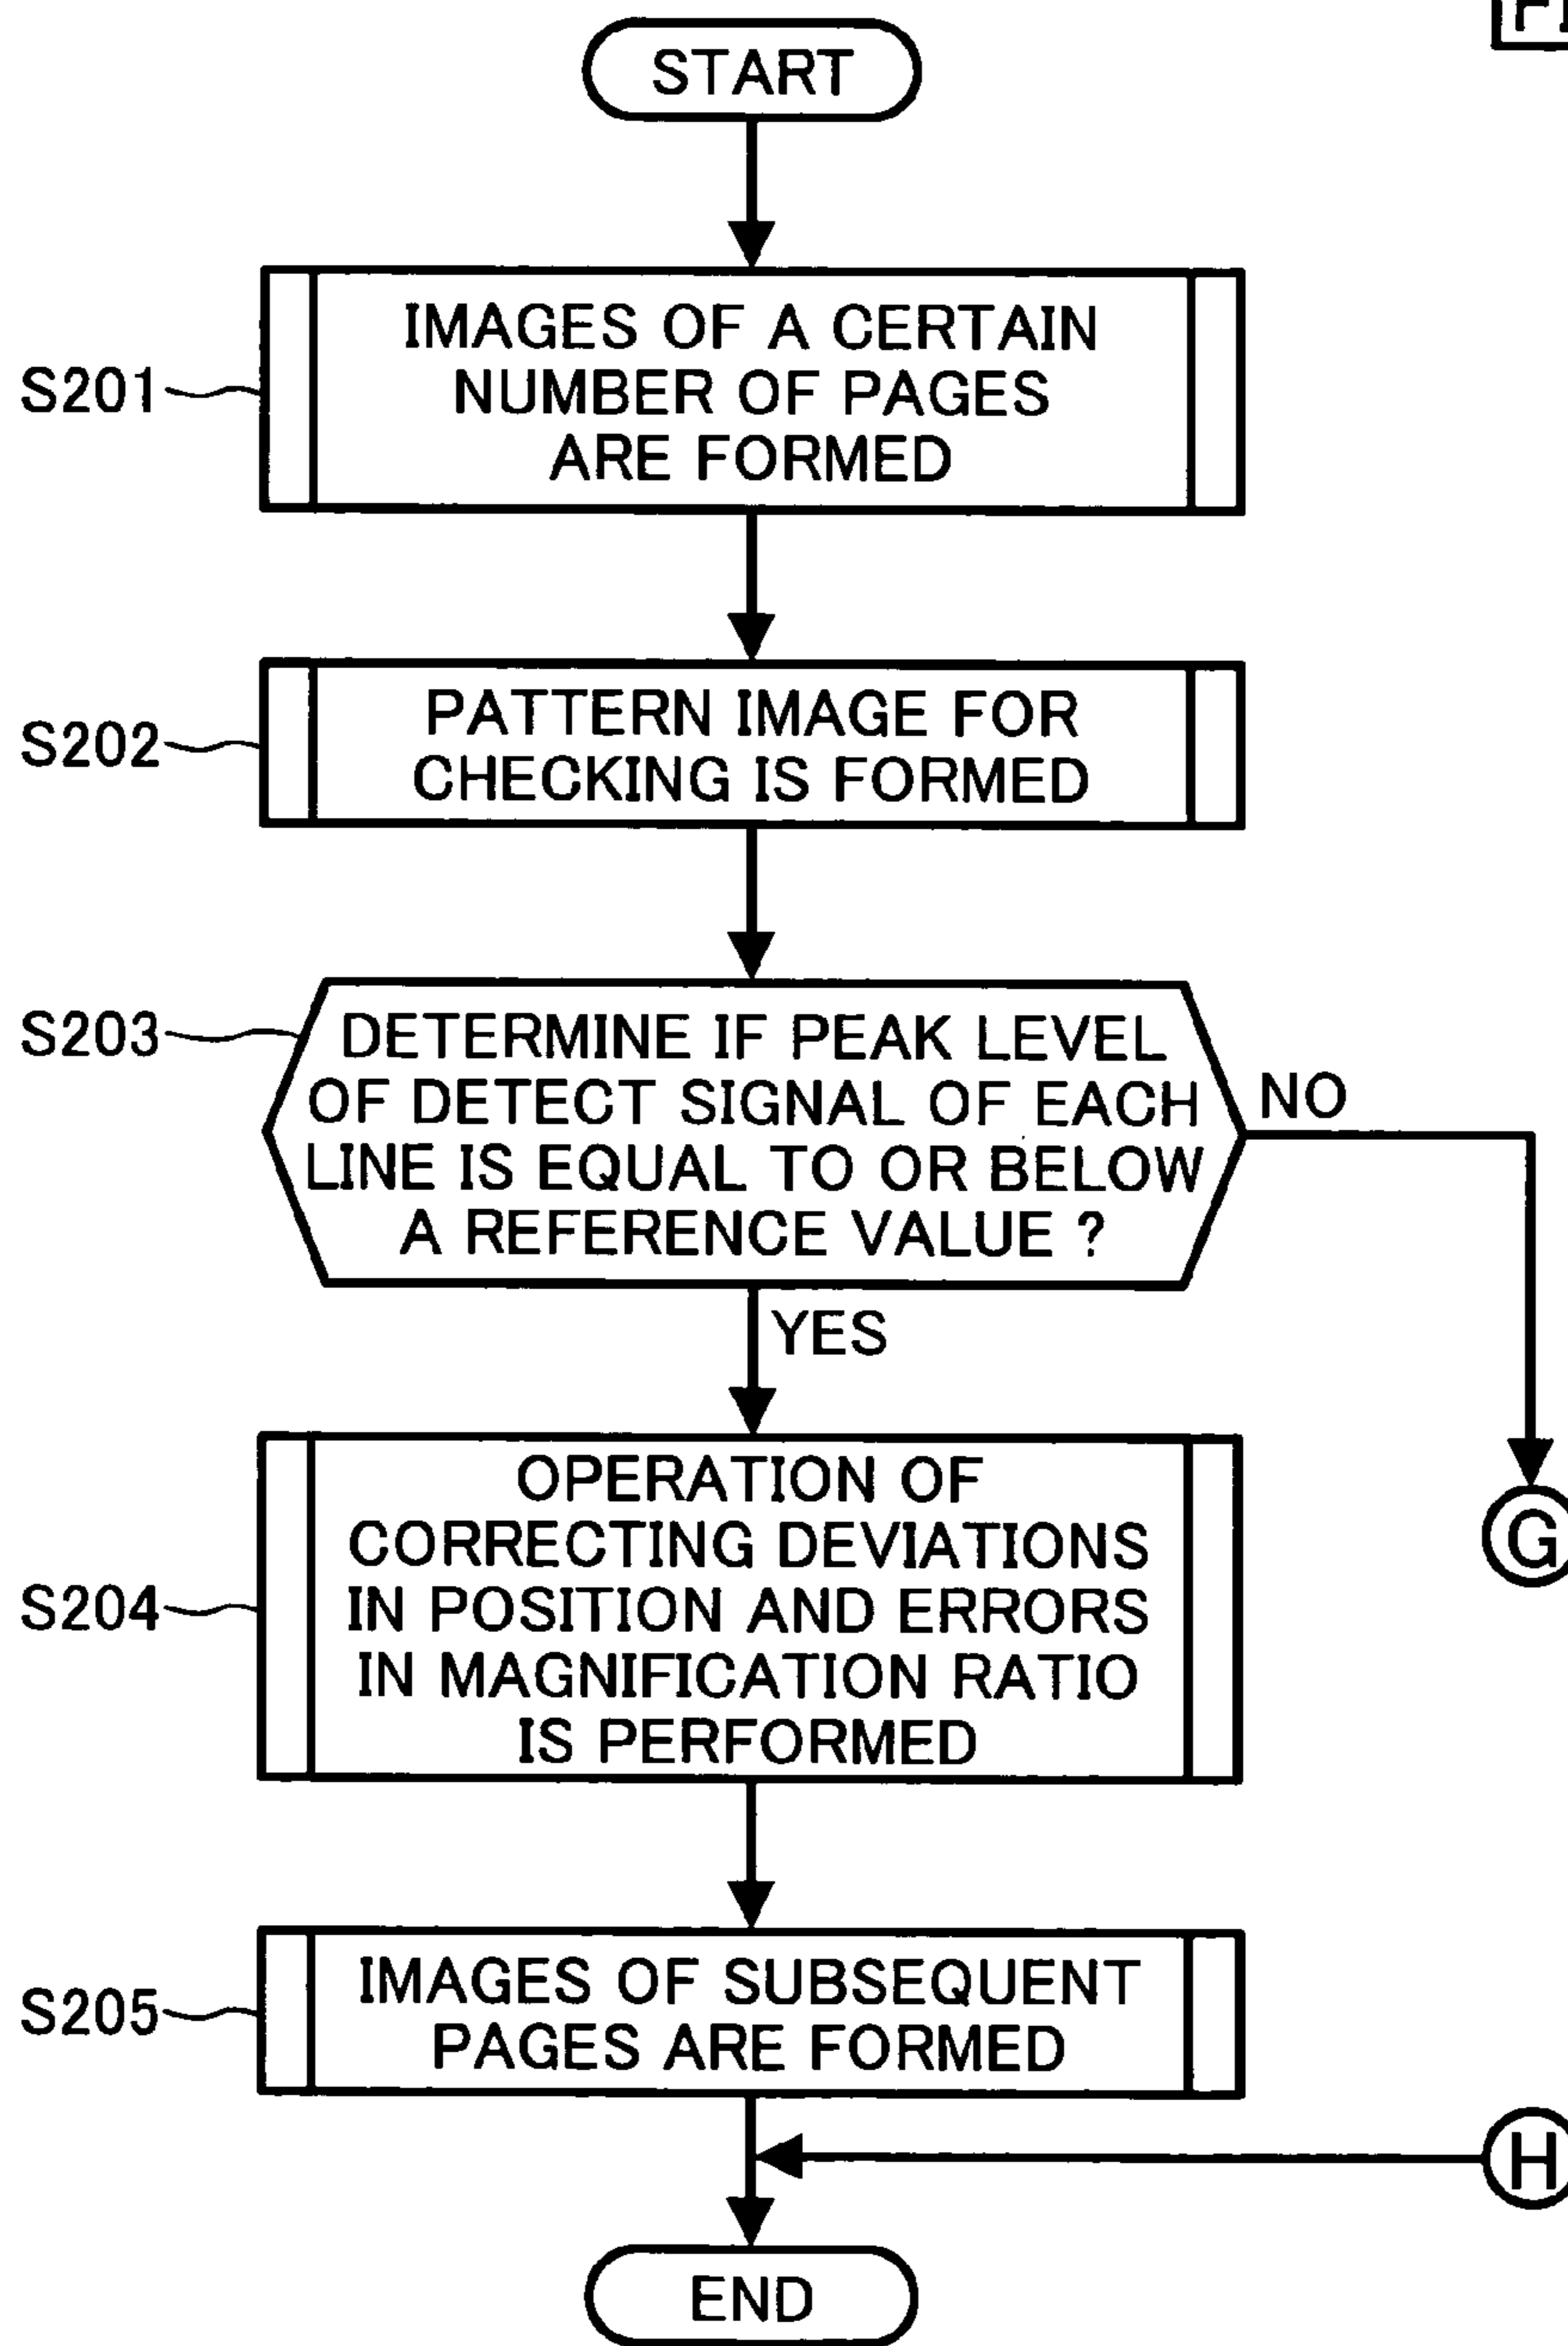 START
S201
IMAGES OF A CERTAIN
NUMBER OF PAGES
ARE FORMED
S202
PATTERN IMAGE FOR
CHECKING IS FORMED
S203
DETERMINE IF PEAK LEVEL
OF DETECT SIGNAL OF EACH
LINE IS EQUAL TO OR BELOW
A REFERENCE VALUE ?
NO
YES
G
S204
OPERATION OF
CORRECTING DEVIATIONS
IN POSITION AND ERRORS
IN MAGNIFICATION RATIO
IS PERFORMED
S205
IMAGES OF SUBSEQUENT
PAGES ARE FORMED
H
END